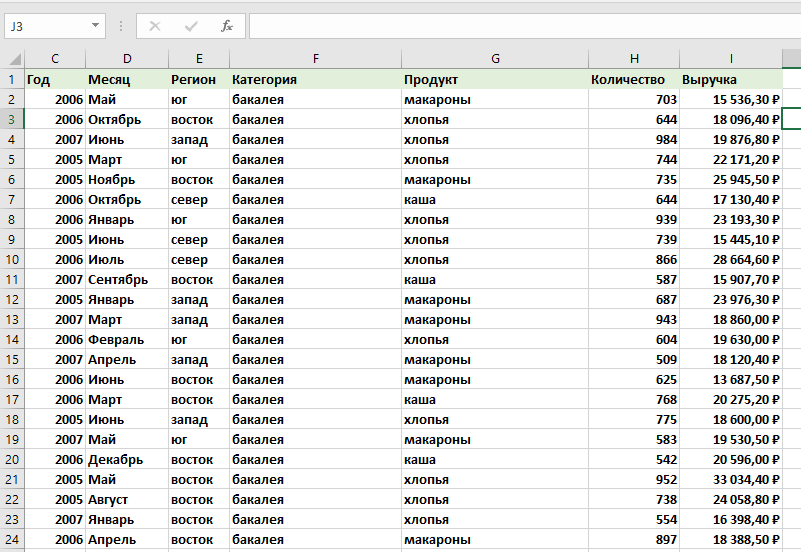 J3 fx
C D E F G H I
1 Год Месяц Регион Категория Продукт Количество Выручка
2 2006 Май юг бакалея макароны 703 15 536,30 ₽
3 2006 Октябрь восток бакалея хлопья 644 18 096,40 ₽
4 2007 Июнь запад бакалея хлопья 984 19 876,80 ₽
5 2005 Март юг бакалея хлопья 744 22 171,20 ₽
6 2005 Ноябрь восток бакалея макароны 735 25 945,50 ₽
7 2006 Октябрь север бакалея каша 644 17 130,40 ₽
8 2006 Январь юг бакалея хлопья 939 23 193,30 ₽
9 2005 Июнь север бакалея хлопья 739 15 445,10 ₽
10 2006 Июль север бакалея хлопья 866 28 664,60 ₽
11 2007 Сентябрь восток бакалея каша 587 15 907,70 ₽
12 2005 Январь запад бакалея макароны 687 23 976,30 ₽
13 2007 Март запад бакалея макароны 943 18 860,00 ₽
14 2006 Февраль юг бакалея хлопья 604 19 630,00 ₽
15 2007 Апрель запад бакалея макароны 509 18 120,40 ₽
16 2006 Июнь восток бакалея макароны 625 13 687,50 ₽
17 2006 Март восток бакалея каша 768 20 275,20 ₽
18 2005 Июнь запад бакалея хлопья 775 18 600,00 ₽
19 2007 Май юг бакалея макароны 583 19 530,50 ₽
20 2006 Декабрь восток бакалея каша 542 20 596,00 ₽
21 2005 Май восток бакалея хлопья 952 33 034,40 ₽
22 2005 Август восток бакалея хлопья 738 24 058,80 ₽
23 2007 Январь восток бакалея хлопья 554 16 398,40 ₽
24 2006 Апрель восток бакалея макароны 897 18 388,50 ₽